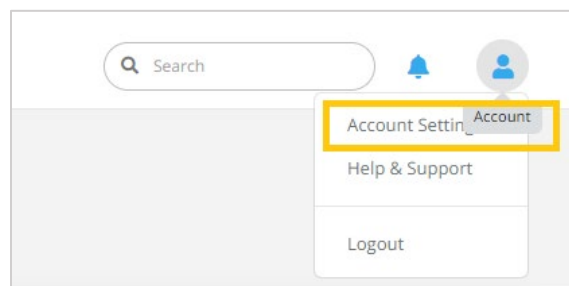 Search
Account Settin
Account
Help & Support
Logout